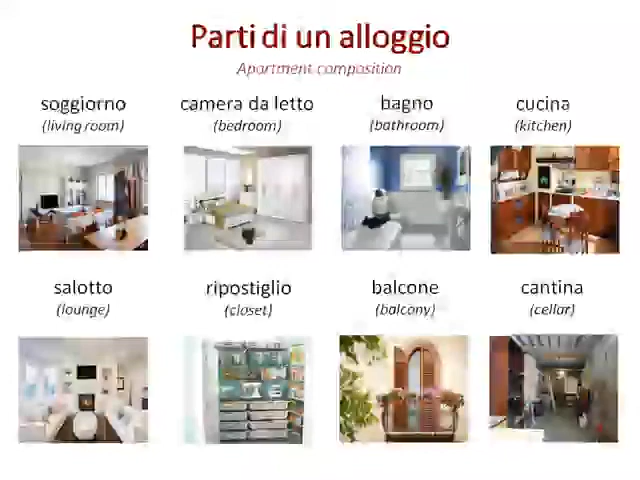 Parti di un alloggio
Apartment composition
soggiorno camera da letto bagno cucina
(living room) (bedroom) (bathroom) (kitchen)
salotto ripostiglio balcone cantina
(lounge) (closet) (balcony) (cellar)